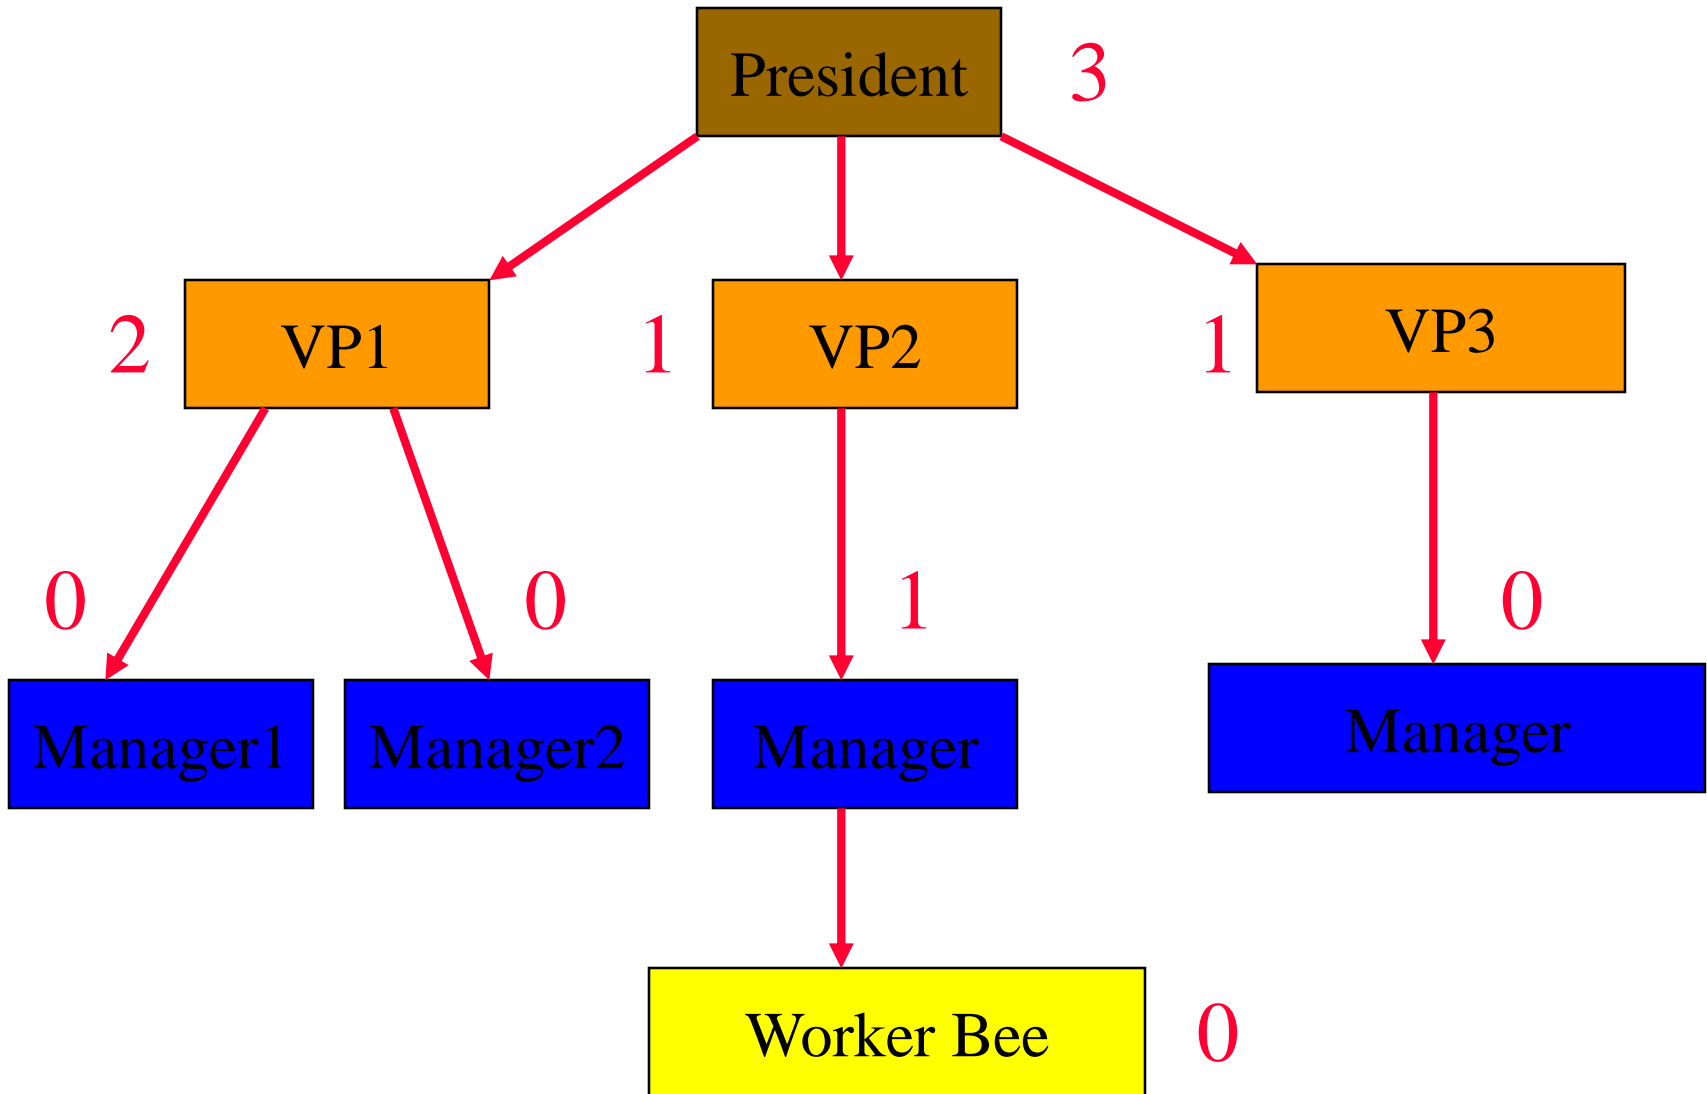 President 3
2 VP1 1 VP2 1 VP3
0 0 1 0
Manager1 Manager2 Manager Manager
Worker Bee 0